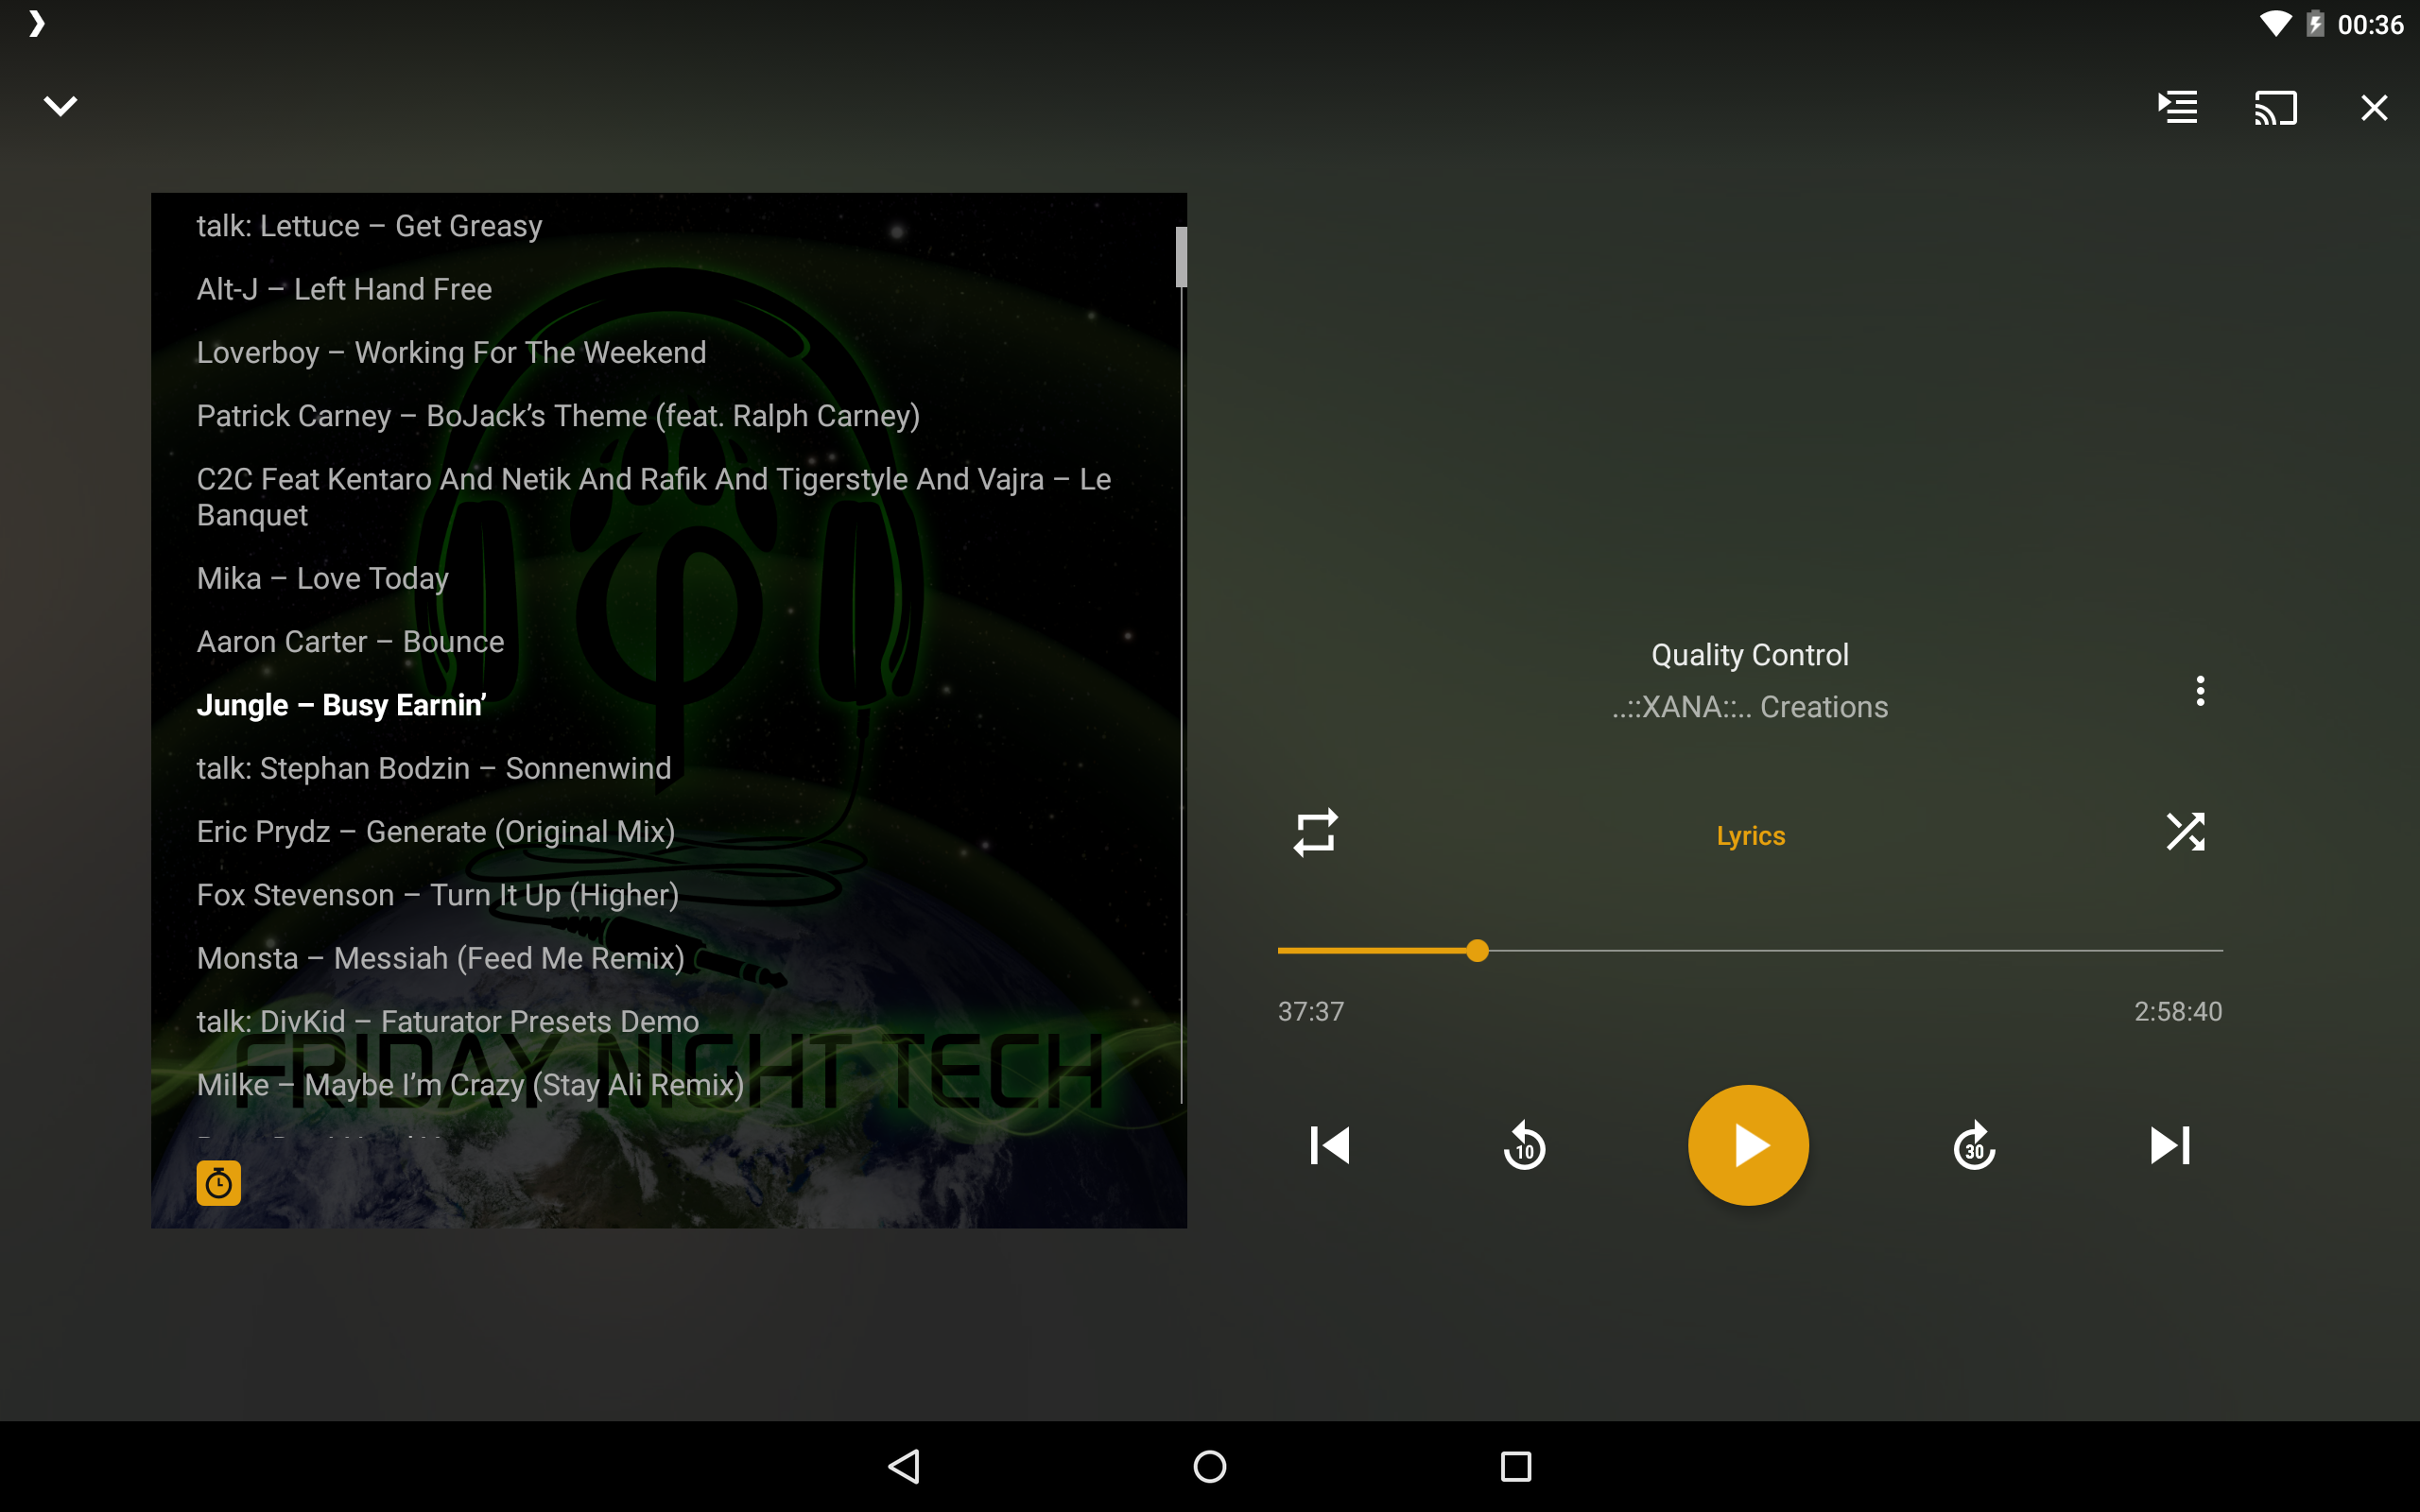 00:36
talk: Lettuce – Get Greasy
Alt-J – Left Hand Free
Loverboy – Working For The Weekend
Patrick Carney – BoJack’s Theme (feat. Ralph Carney)
C2C Feat Kentaro And Netik And Rafik And Tigerstyle And Vajra – Le
Banquet
Mika – Love Today
Aaron Carter – Bounce
Jungle – Busy Earnin’
talk: Stephan Bodzin – Sonnenwind
Eric Prydz – Generate (Original Mix)
Fox Stevenson – Turn It Up (Higher)
Monsta – Messiah (Feed Me Remix)
talk: DivKid – Faturator Presets Demo
FRIDAY NIGHT TECH
Milke – Maybe I’m Crazy (Stay Ali Remix)
Quality Control
..::XANA::.. Creations
Lyrics
37:37
2:58:40
10
30